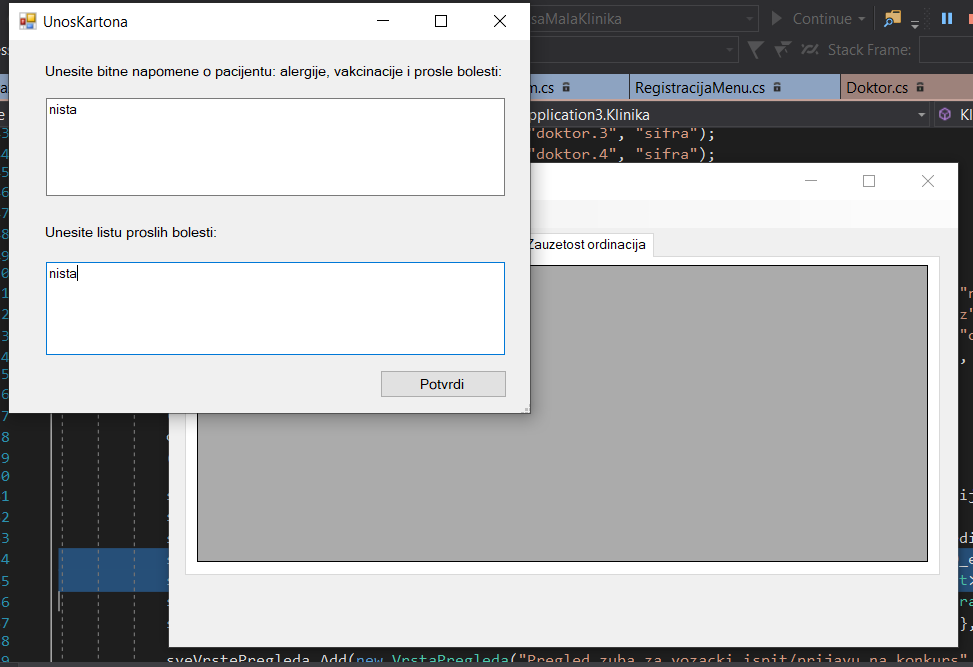 UnosKartona
saMalaKlinika
Continue
Stack Frame:
Unesite bitne napomene o pacijentu: alergije, vakcinacije i prosle bolesti:
m.cs
RegistracijaMenu.cs
Doktor.cs
nista
pplication3.Klinika
Kl
"doktor.3", "sifra");
"doktor.4", "sifra");
Unesite listu proslih bolesti:
Zauzetost ordinacija
nista
Potvrdi
sveVrstePregleda.Add(new VrstaPregleda("Pregled zuba za vozacki ispit/prijavu na konkurs"